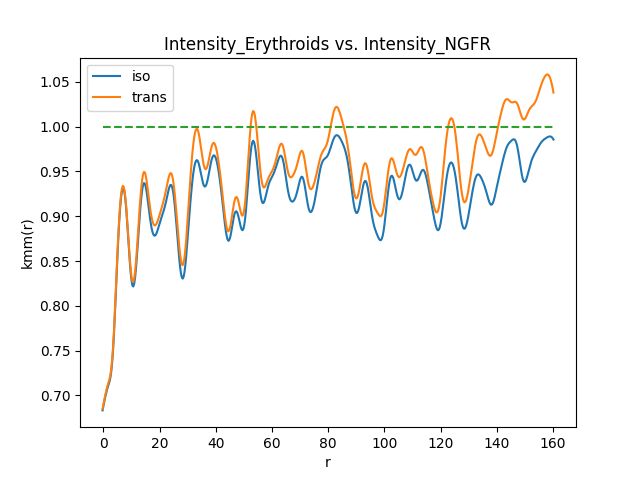 Intensity_Erythroids vs. Intensity_NGFR
iso
trans
kmm(r)
1.05
1.00
0.95
0.90
0.85
0.80
0.75
0.70
0 20 40 60 80 100 120 140 160
r